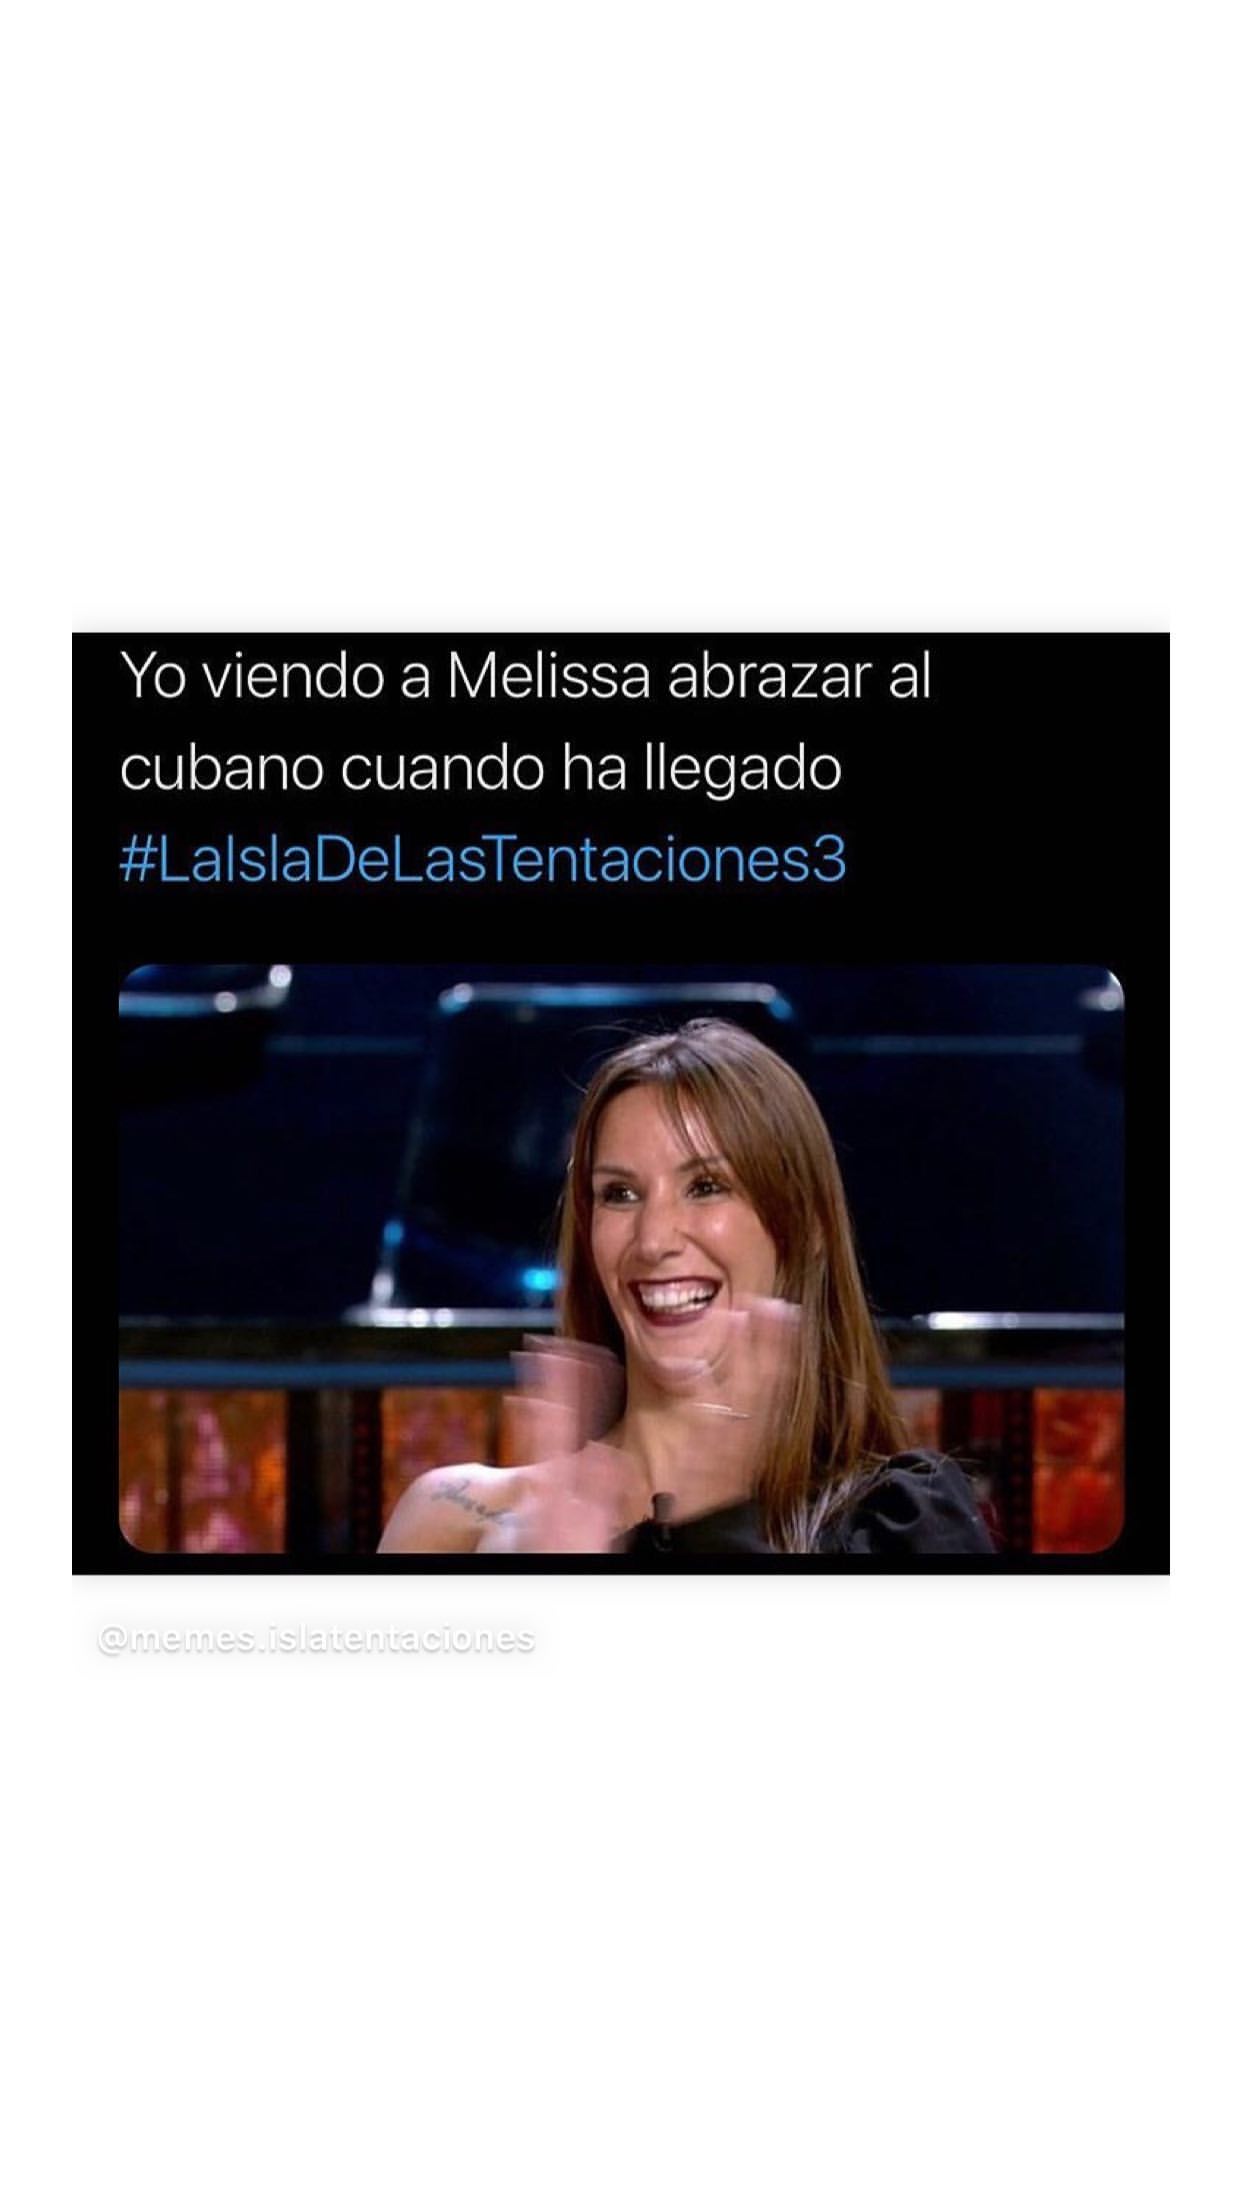 Yo viendo a Melissa abrazar al
cubano cuando ha llegado
#LaIslaDeLasTentaciones3
@memes.islatentaciones